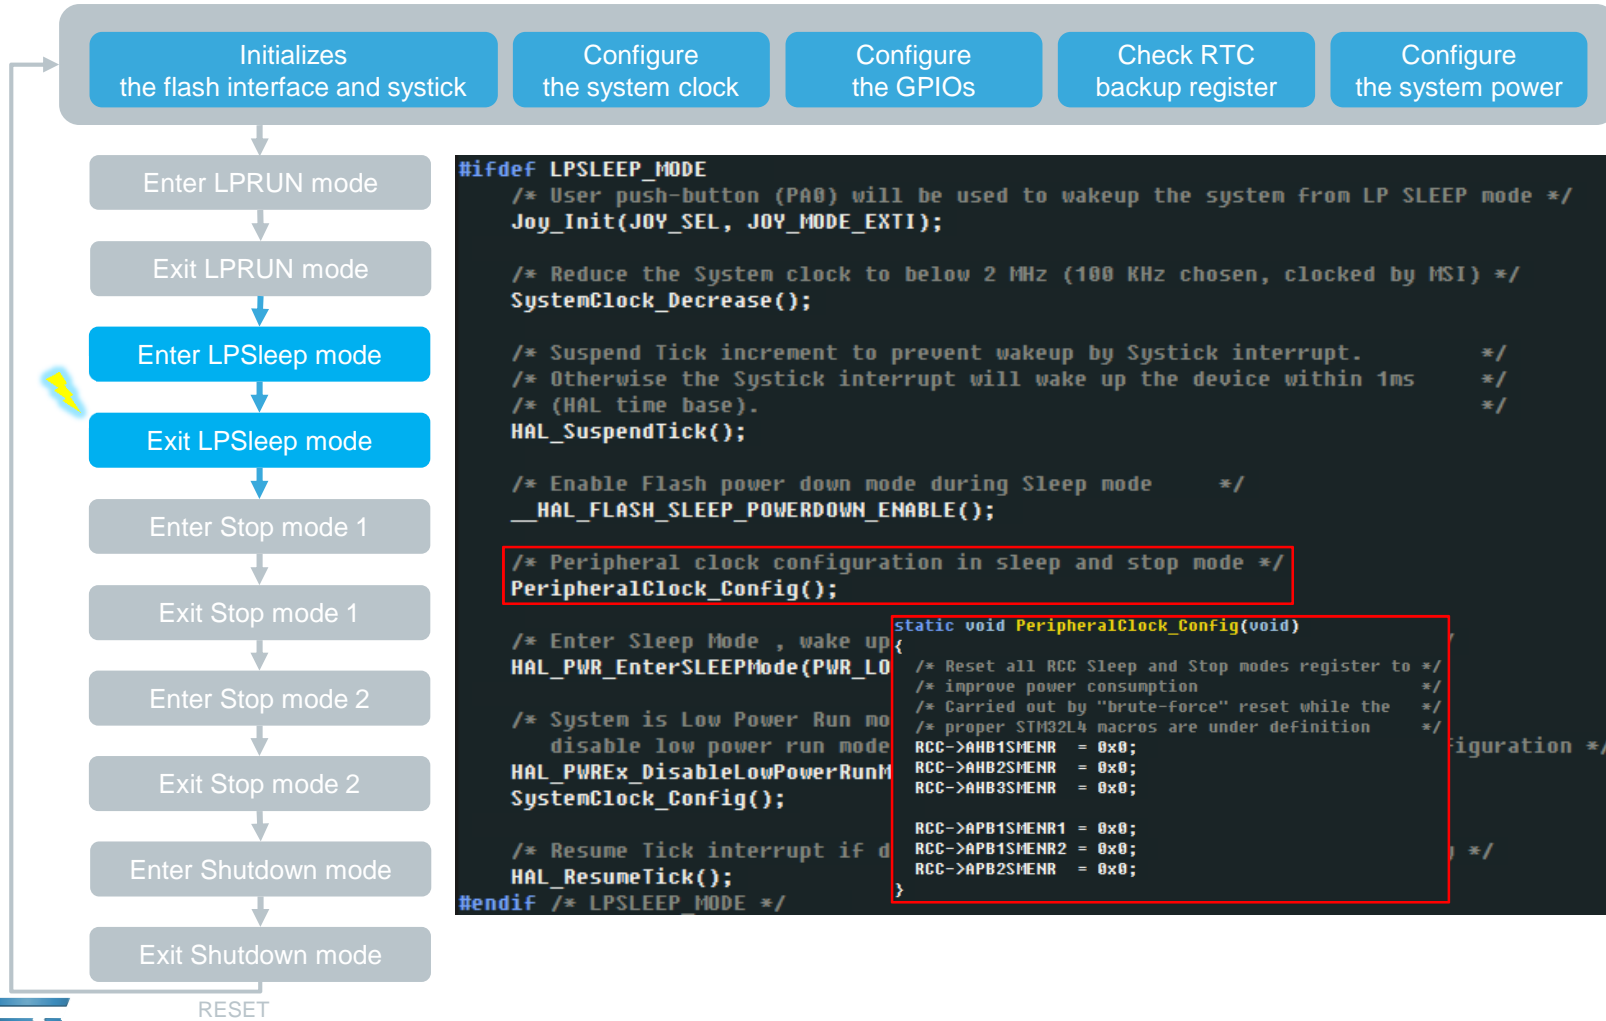 Initializes
the flash interface and systick
Configure
the system clock
Configure
the GPIOs
Check RTC
backup register
Configure
the system power
Enter LPRUN mode
Exit LPRUN mode
Enter LPSleep mode
Exit LPSleep mode
Enter Stop mode 1
Exit Stop mode 1
Enter Stop mode 2
Exit Stop mode 2
Enter Shutdown mode
Exit Shutdown mode
RESET
#ifdef LPSLEEP_MODE
/* User push-button (PA0) will be used to wakeup the system from LP SLEEP mode */
Joy_Init(JOY_SEL, JOY_MODE_EXTI);
/* Reduce the System clock to below 2 MHz (100 KHz chosen, clocked by MSI) */
SystemClock_Decrease();
/* Suspend Tick increment to prevent wakeup by Systick interrupt. */
/* Otherwise the Systick interrupt will wake up the device within 1ms */
/* (HAL time base). */
HAL_SuspendTick();
/* Enable Flash power down mode during Sleep mode */
__HAL_FLASH_SLEEP_POWERDOWN_ENABLE();
/* Peripheral clock configuration in sleep and stop mode */
PeripheralClock_Config();
/* Enter Sleep Mode , wake up
HAL_PWR_EnterSLEEPMode(PWR_LO
/* System is Low Power Run mo
disable low power run mode iguration */
HAL_PWREx_DisableLowPowerRunM
SystemClock_Config();
/* Resume Tick interrupt if d */
HAL_ResumeTick();
#endif /* LPSLEEP_MODE */
static void PeripheralClock_Config(void)
{
/* Reset all RCC Sleep and Stop modes register to */
/* improve power consumption */
/* Carried out by "brute-force" reset while the */
/* proper STM32L4 macros are under definition */
RCC->AHB1SMENR = 0x0;
RCC->AHB2SMENR = 0x0;
RCC->AHB3SMENR = 0x0;
RCC->APB1SMENR1 = 0x0;
RCC->APB1SMENR2 = 0x0;
RCC->APB2SMENR = 0x0;
}